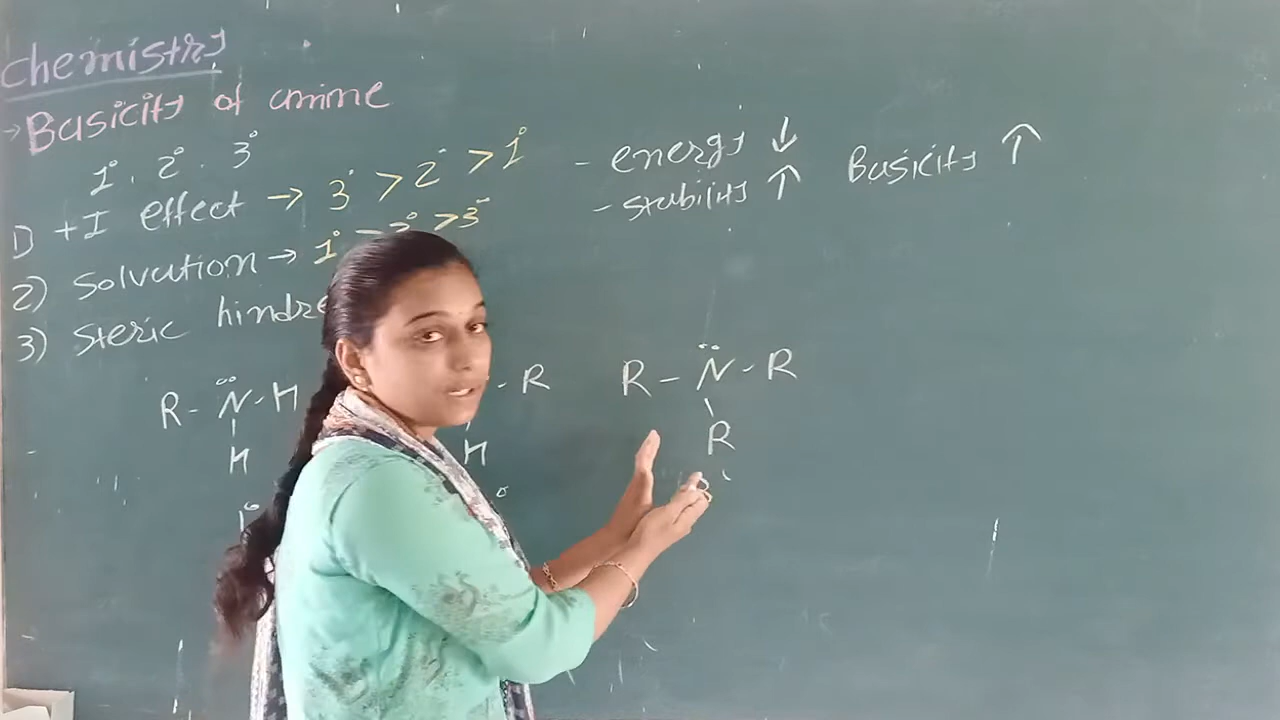 Chemistry
→ Basicity of amine
1°, 2°, 3°
1) +I effect → 3° > 2° > 1°
2) Solvation → 1° > 2° > 3°
3) Steric
- energy ↓
- stability ↑ Basicity ↑
R - N̈ - H
H
- R
H
R - N̈ - R
R
1°